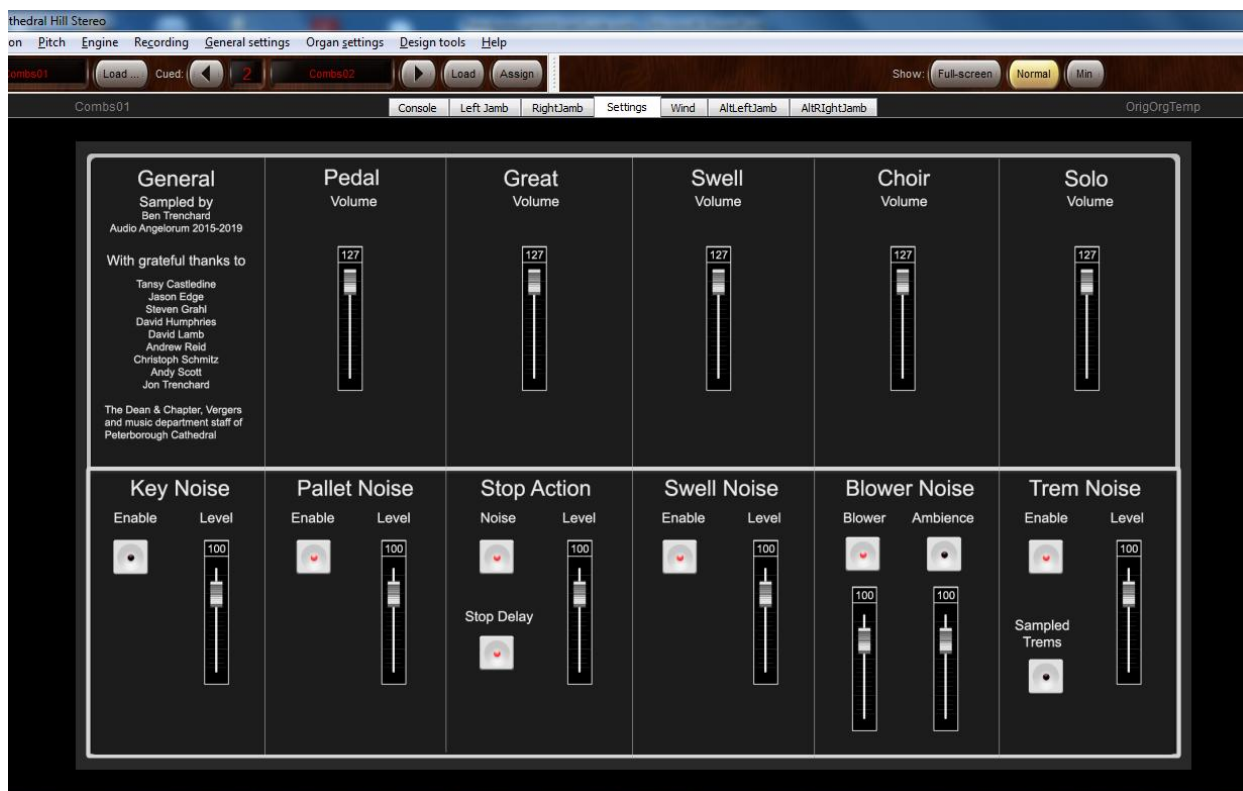 thedral Hill Stereo
on Pitch Engine Recording General settings Organ settings Design tools Help
Combs01 Load ... Cued: 2 Combs02 Load Assign Show: Full-screen Normal Min
Combs01 Console Left Jamb RightJamb Settings Wind AltLeftJamb AltRIghtJamb OrigOrgTemp
General Pedal Great Swell Choir Solo
Sampled by Volume Volume Volume Volume Volume
Ben Trenchard
Audio Angelorum 2015-2019
127 127 127 127 127
With grateful thanks to
Tansy Castledine
Jason Edge
Steven Grahl
David Humphries
David Lamb
Andrew Reid
Christoph Schmitz
Andy Scott
Jon Trenchard
The Dean & Chapter, Vergers
and music department staff of
Peterborough Cathedral
Key Noise Pallet Noise Stop Action Swell Noise Blower Noise Trem Noise
Enable Level Enable Level Noise Level Enable Level Blower Ambience Enable Level
100 100 100 100 100
100 100
Stop Delay
Sampled
Trems